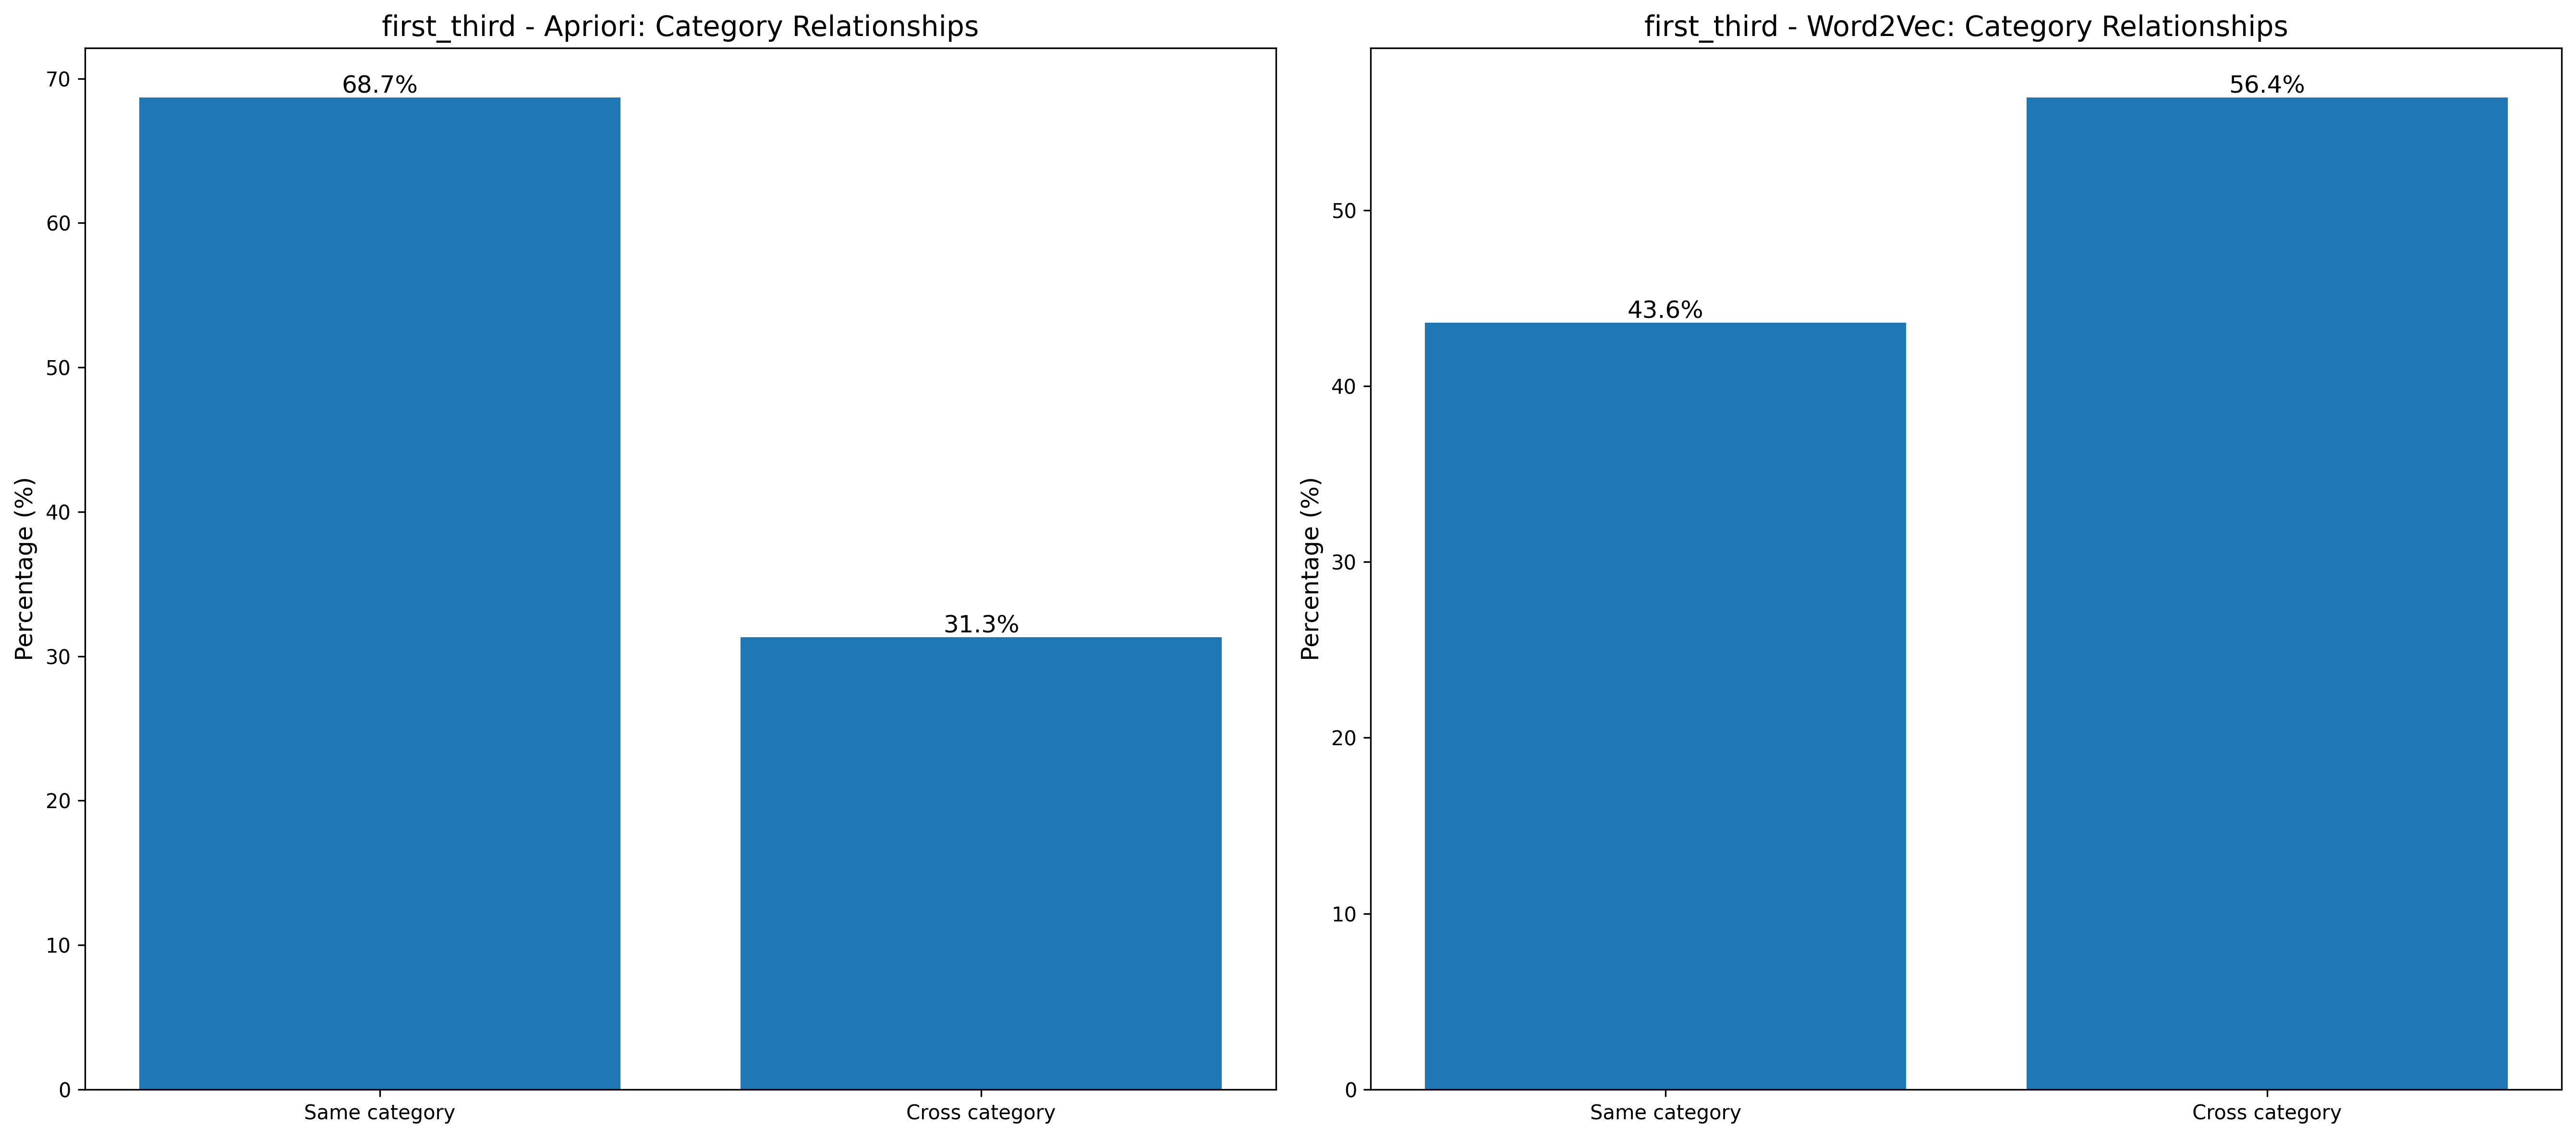 first_third - Apriori: Category Relationships
70
60
50
40
30
20
10
0
Percentage (%)
68.7%
31.3%
Same category
Cross category
first_third - Word2Vec: Category Relationships
50
40
30
20
10
0
Percentage (%)
43.6%
56.4%
Same category
Cross category